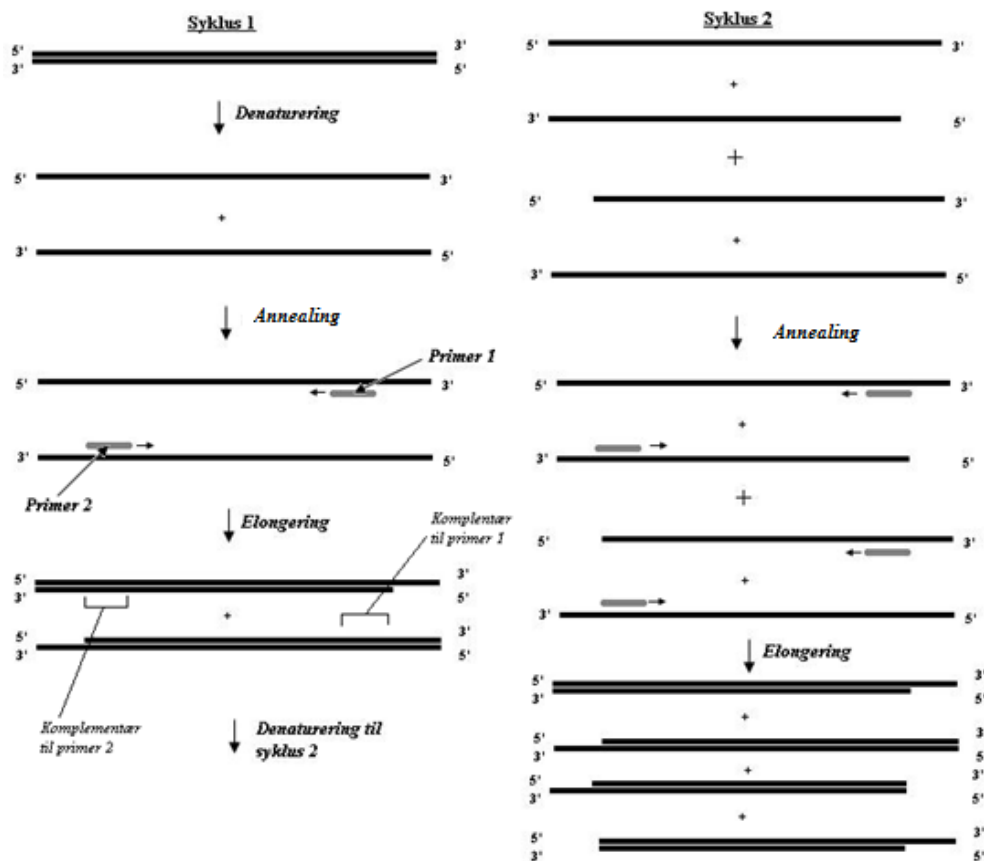 Syklus 1
5' 3'
3' 5'
Denaturering
5' 3'
+
3' 5'
Annealing
Primer 1
5' 3'
3' 5'
Primer 2
Elongering
Komplentær
til primer 1
5' 3'
3' 5'
+
5' 3'
3' 5'
Komplementær
til primer 2
Denaturering til
syklus 2
Syklus 2
5' 3'
+
3' 5'
+
5' 3'
+
3' 5'
Annealing
5' 3'
+
3' 5'
+
5' 3'
+
3' 5'
Elongering
5' 3'
3' 5'
+
5' 3'
3' 5'
+
5' 3'
3' 5'
+
5' 3'
3' 5'